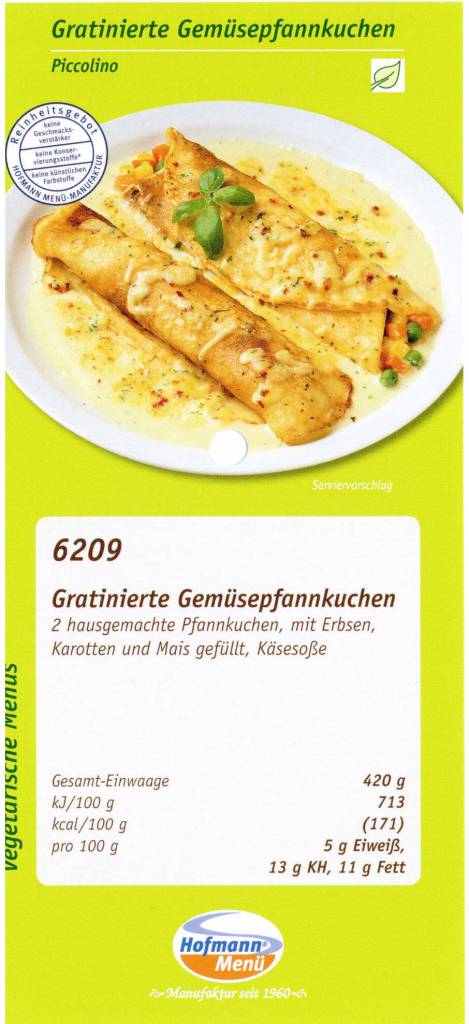 Gratinierte Gemüsepfannkuchen
Piccolino
Reinheitsgebot
keine
Geschmacks-
verstärker
keine Konser-
vierungsstoffe*
keine künstlichen
Farbstoffe
HOFMANN MENÜ-MANUFAKTUR
Serviervorschlag
6209
Gratinierte Gemüsepfannkuchen
2 hausgemachte Pfannkuchen, mit Erbsen,
Karotten und Mais gefüllt, Käsesoße
vegetarische Menüs
Gesamt-Einwaage 420 g
kJ/100 g 713
kcal/100 g (171)
pro 100 g 5 g Eiweiß,
13 g KH, 11 g Fett
Hofmann®
Menü
Manufaktur seit 1960